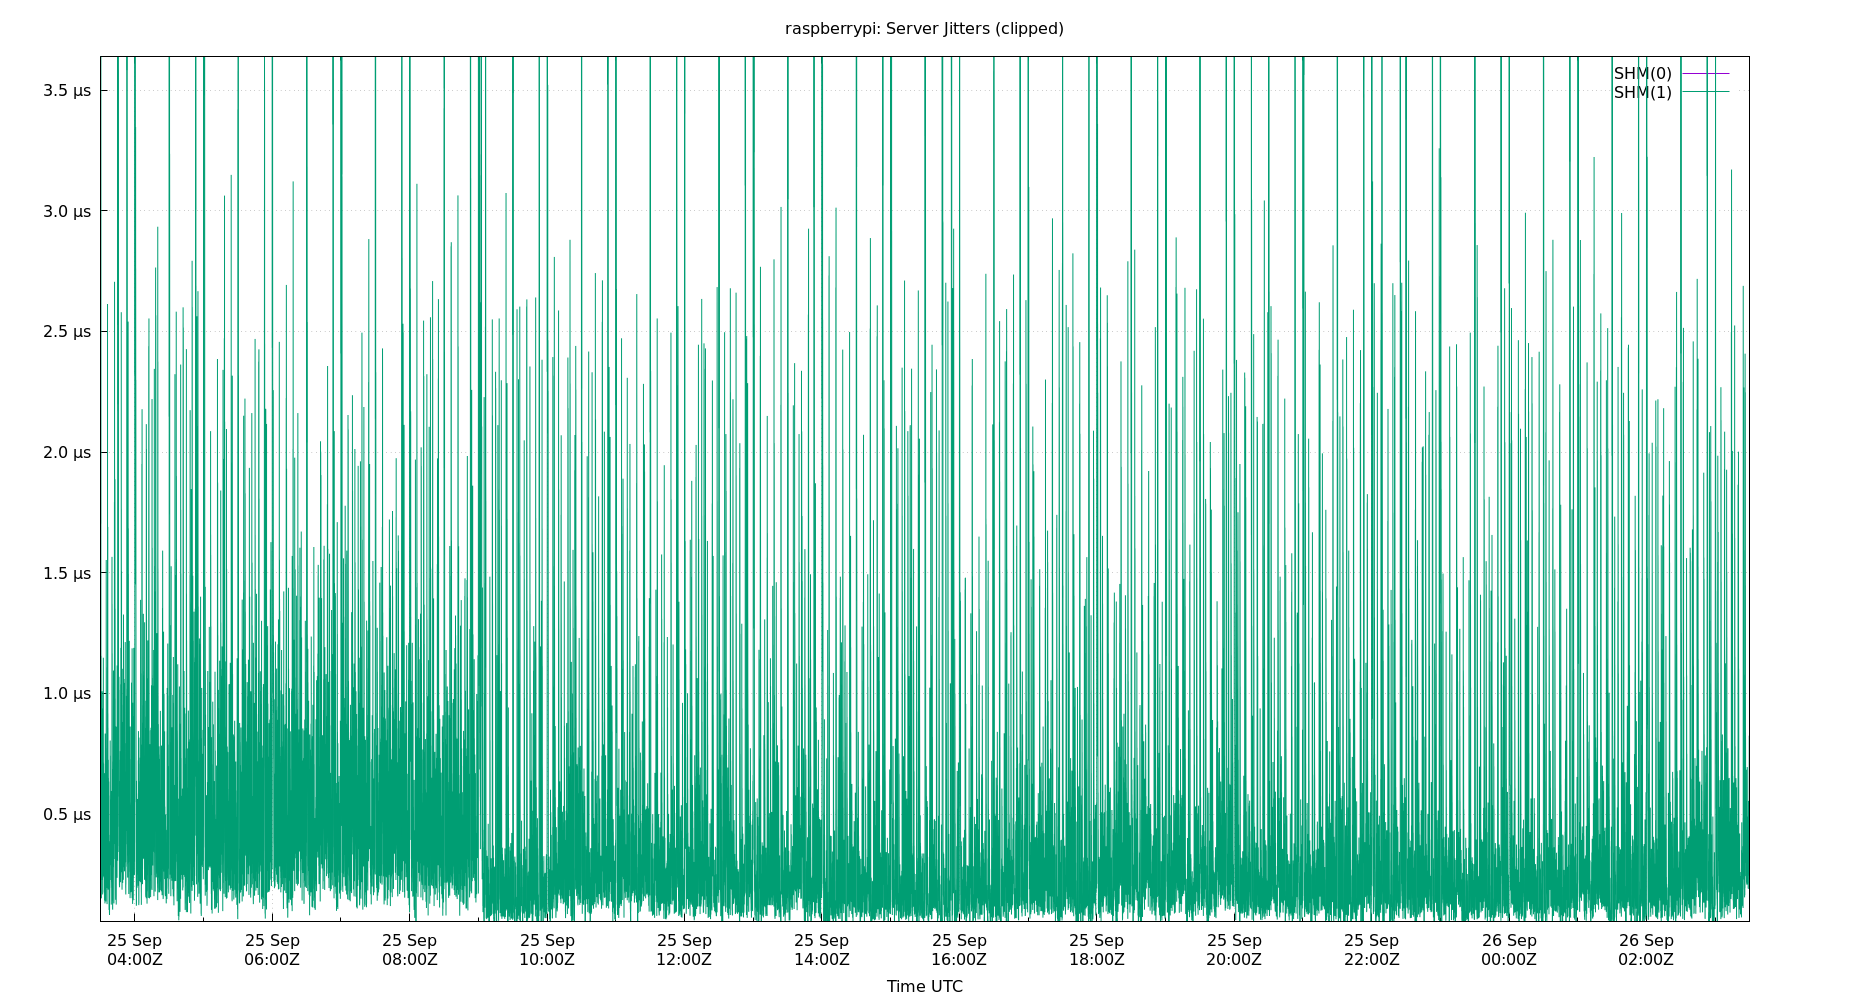 raspberrypi: Server Jitters (clipped)
SHM(0)
SHM(1)
3.5 µs
3.0 µs
2.5 µs
2.0 µs
1.5 µs
1.0 µs
0.5 µs
25 Sep 25 Sep 25 Sep 25 Sep 25 Sep 25 Sep 25 Sep 25 Sep 25 Sep 25 Sep 26 Sep 26 Sep
04:00Z 06:00Z 08:00Z 10:00Z 12:00Z 14:00Z 16:00Z 18:00Z 20:00Z 22:00Z 00:00Z 02:00Z
Time UTC